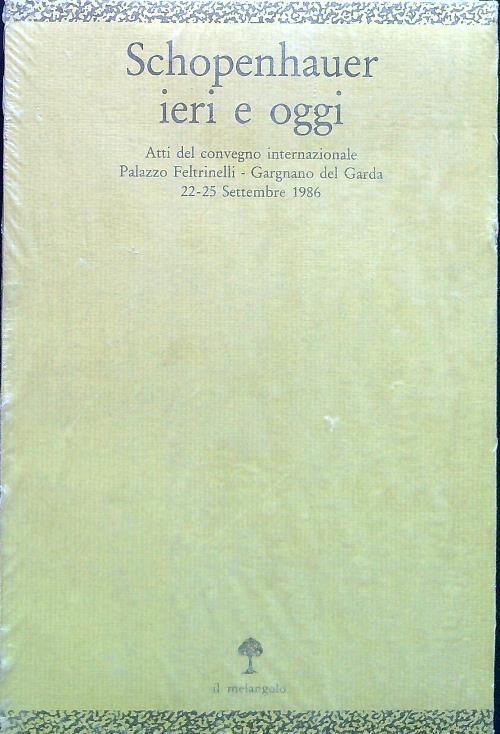 Schopenhauer
ieri e oggi
Atti del convegno internazionale
Palazzo Feltrinelli - Gargnano del Garda
22-25 Settembre 1986
il melangolo